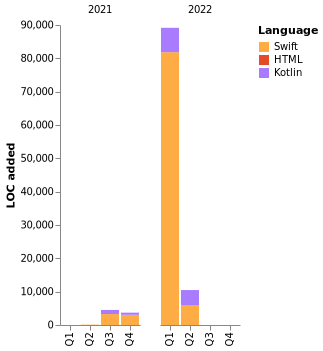 2021
2022
LOC added
90,000
80,000
70,000
60,000
50,000
40,000
30,000
20,000
10,000
0
Q1
Q2
Q3
Q4
Q1
Q2
Q3
Q4
Language
Swift
HTML
Kotlin